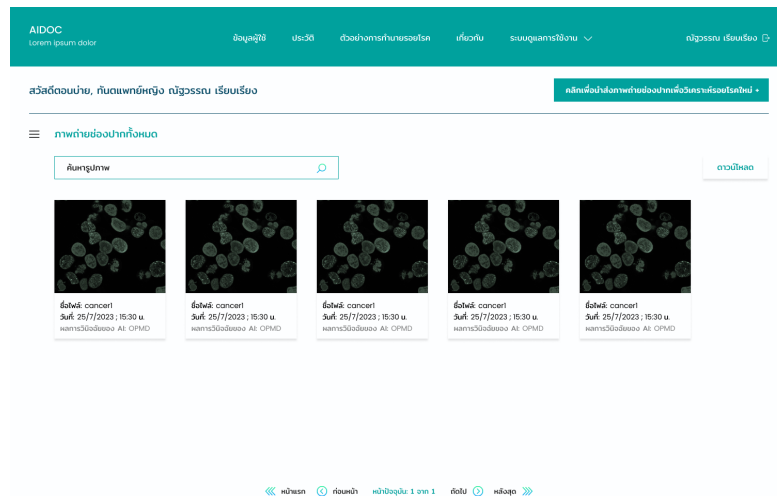 AIDOC
Lorem ipsum dolor
ข้อมูลผู้ใช้ ประวัติ ตัวอย่างการทำนายรอยโรค เกี่ยวกับ ระบบดูแลการใช้งาน ณัฐวรรณ เรียบเรียง
สวัสดีตอนบ่าย, ทันตแพทย์หญิง ณัฐวรรณ เรียบเรียง
คลิกเพื่อนำส่งภาพถ่ายช่องปากเพื่อวิเคราะห์รอยโรคใหม่ +
ภาพถ่ายช่องปากทั้งหมด
ค้นหารูปภาพ
ดาวน์โหลด
ชื่อไฟล์: cancer1
วันที่: 25/7/2023 ; 15:30 น.
ผลการวินิจฉัยของ AI: OPMD
ชื่อไฟล์: cancer1
วันที่: 25/7/2023 ; 15:30 น.
ผลการวินิจฉัยของ AI: OPMD
ชื่อไฟล์: cancer1
วันที่: 25/7/2023 ; 15:30 น.
ผลการวินิจฉัยของ AI: OPMD
ชื่อไฟล์: cancer1
วันที่: 25/7/2023 ; 15:30 น.
ผลการวินิจฉัยของ AI: OPMD
ชื่อไฟล์: cancer1
วันที่: 25/7/2023 ; 15:30 น.
ผลการวินิจฉัยของ AI: OPMD
หน้าแรก ก่อนหน้า หน้าปัจจุบัน: 1 จาก 1 ถัดไป หลังสุด